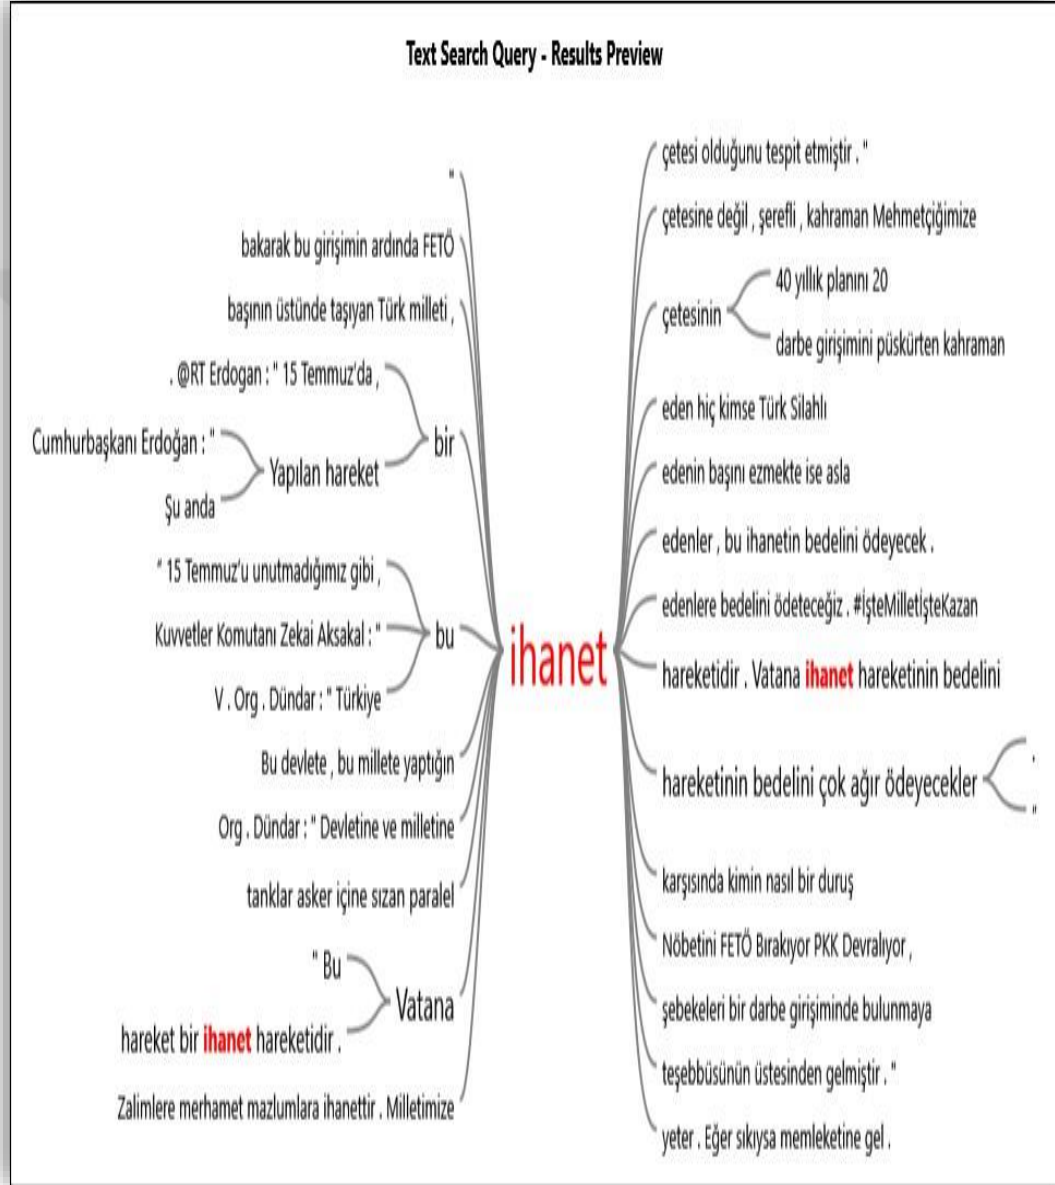 Text Search Query - Results Preview
"
bakarak bu girişimin ardında FETÖ
başının üstünde taşıyan Türk milleti ,
. @RT Erdogan : " 15 Temmuz'da ,
bir
Cumhurbaşkanı Erdoğan : "
Yapılan hareket
Şu anda
" 15 Temmuz'u unutmadığımız gibi ,
Kuvvetler Komutanı Zekai Aksakal : "
bu
V . Org . Dündar : " Türkiye
Bu devlete , bu millete yaptığın
Org . Dündar : " Devletine ve milletine
tanklar asker içine sızan paralel
" Bu
Vatana
hareket bir ihanet hareketidir .
Zalimlere merhamet mazlumlara ihanettir . Milletimize
ihanet
çetesi olduğunu tespit etmiştir . "
çetesine değil , şerefli , kahraman Mehmetçiğimize
çetesinin
40 yıllık planını 20
darbe girişimini püskürten kahraman
eden hiç kimse Türk Silahlı
edenin başını ezmekte ise asla
edenler , bu ihanetin bedelini ödeyecek .
edenlere bedelini ödeteceğiz . #İşteMilletİşteKazan
hareketidir . Vatana ihanet hareketinin bedelini
hareketinin bedelini çok ağır ödeyecekler
.
"
karşısında kimin nasıl bir duruş
Nöbetini FETÖ Bırakıyor PKK Devralıyor ,
şebekeleri bir darbe girişiminde bulunmaya
teşebbüsünün üstesinden gelmiştir . "
yeter . Eğer sıkıysa memleketine gel .